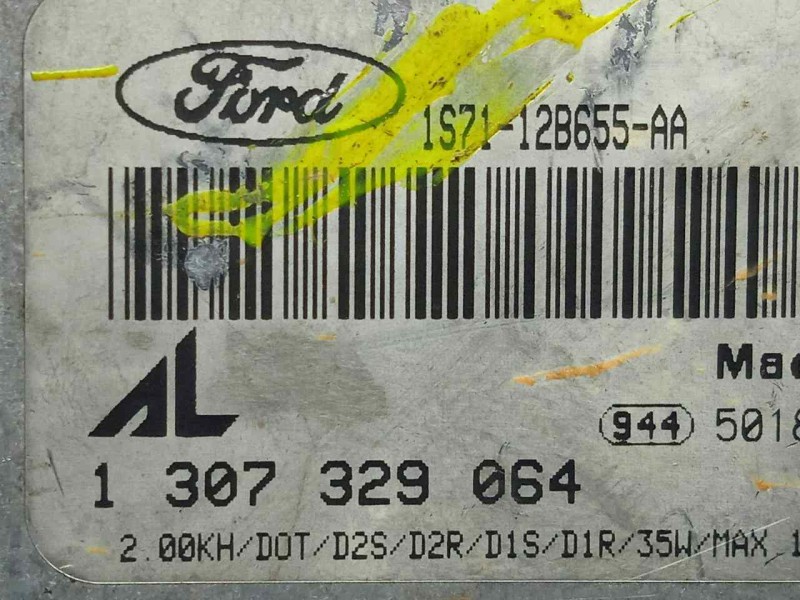 Ford
1S71-12B655-AA
AL
1 307 329 064
944
2.00KH/DOT/D2S/D2R/D1S/D1R/35W/MAX